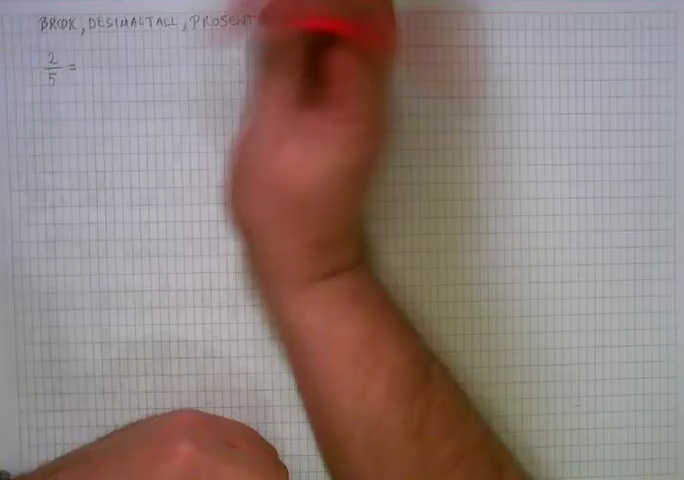 BRØK, DESIMALTALL, PROSENT
2/5 =